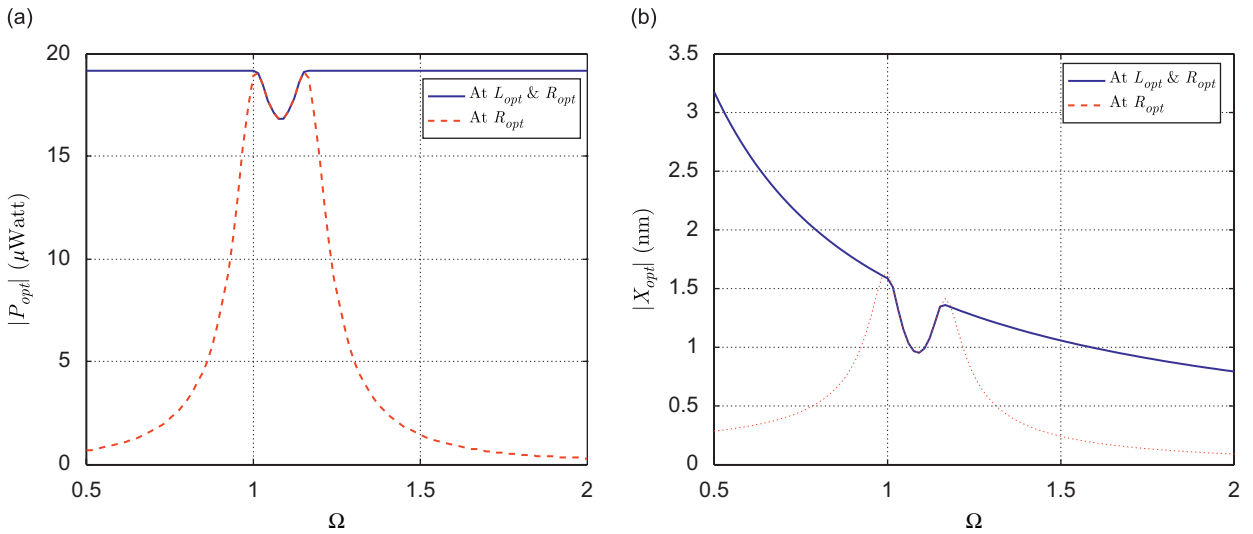 (a)
20
15
10
5
0
0.5
1
1.5
2
|P_opt| (μWatt)
Ω
At L_opt & R_opt
At R_opt
(b)
3.5
3
2.5
2
1.5
1
0.5
0
0.5
1
1.5
2
|X_opt| (nm)
Ω
At L_opt & R_opt
At R_opt